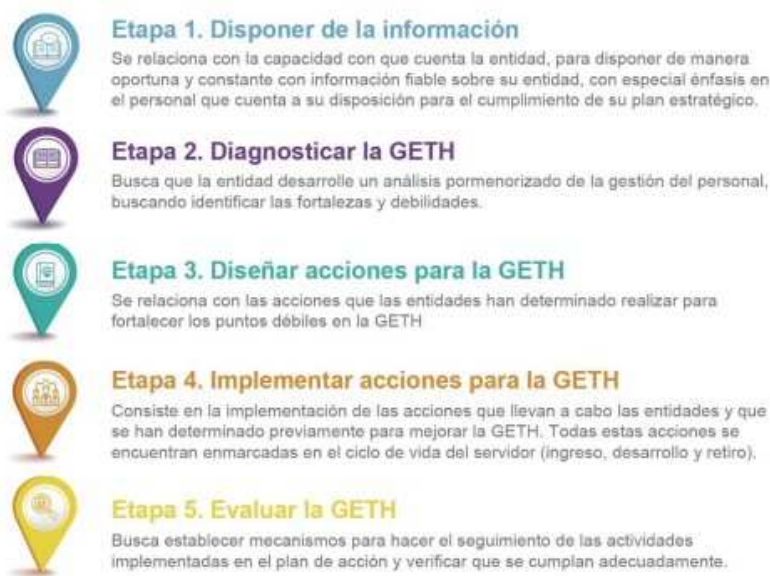 Etapa 1. Disponer de la información
Se relaciona con la capacidad con que cuenta la entidad, para disponer de manera
oportuna y constante con información fiable sobre su entidad, con especial énfasis en
el personal que cuenta a su disposición para el cumplimiento de su plan estratégico.
Etapa 2. Diagnosticar la GETH
Busca que la entidad desarrolle un análisis pormenorizado de la gestión del personal,
buscando identificar las fortalezas y debilidades.
Etapa 3. Diseñar acciones para la GETH
Se relaciona con las acciones que las entidades han determinado realizar para
fortalecer los puntos débiles en la GETH
Etapa 4. Implementar acciones para la GETH
Consiste en la implementación de las acciones que llevan a cabo las entidades y que
se han determinado previamente para mejorar la GETH. Todas estas acciones se
encuentran enmarcadas en el ciclo de vida del servidor (ingreso, desarrollo y retiro).
Etapa 5. Evaluar la GETH
Busca establecer mecanismos para hacer el seguimiento de las actividades
implementadas en el plan de acción y verificar que se cumplan adecuadamente.